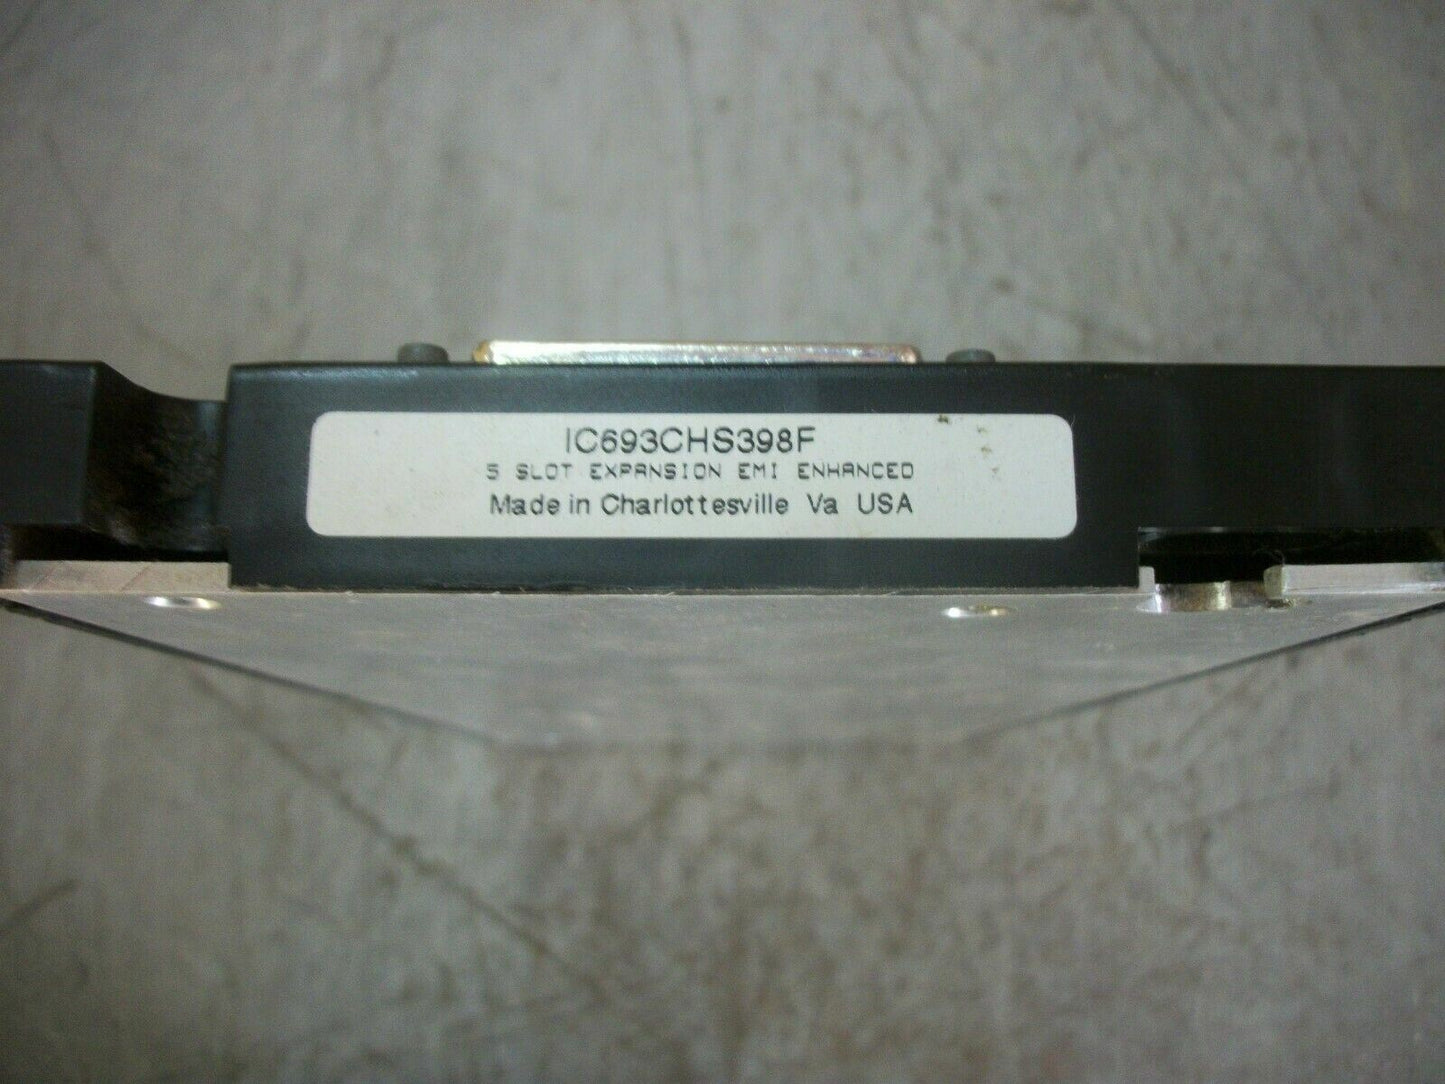 IC693CHS398F
5 SLOT EXPANSION EMI ENHANCED
Made in Charlottesville Va USA